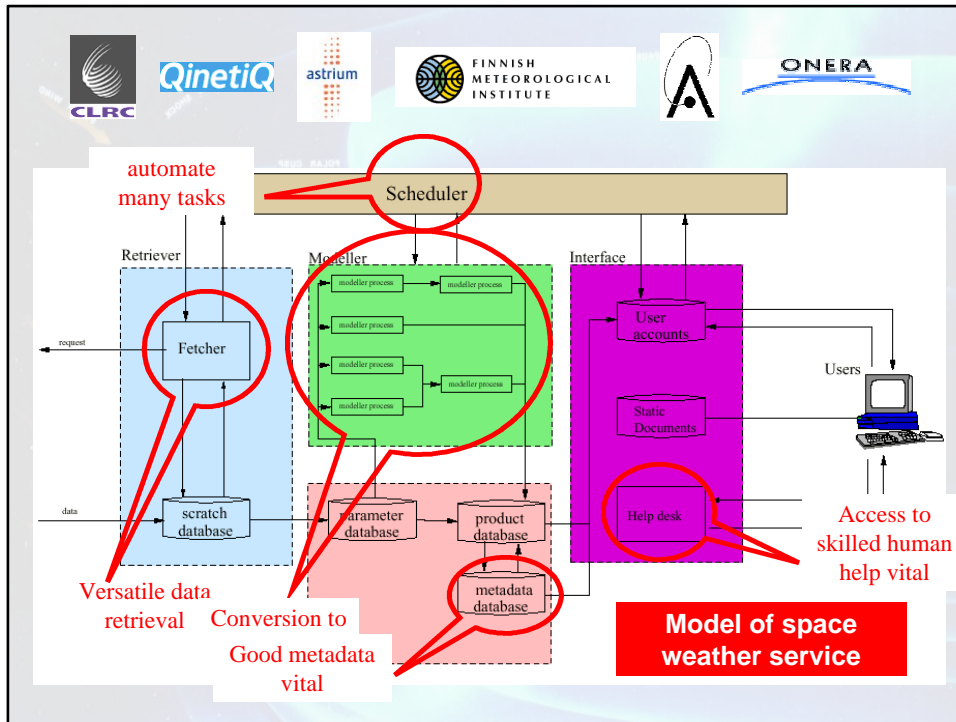 CLRC
QinetiQ
astrium
FINNISH
METEOROLOGICAL
INSTITUTE
ONERA
POLAR CUSP
automate
many tasks
Scheduler
Retriever
Modeller
Interface
modeller process
modeller process
modeller process
modeller process
modeller process
modeller process
request
Fetcher
User
accounts
Users
Static
Documents
data
scratch
database
parameter
database
product
database
Help desk
metadata
database
Access to
skilled human
help vital
Versatile data
retrieval
Conversion to
Good metadata
vital
Model of space
weather service